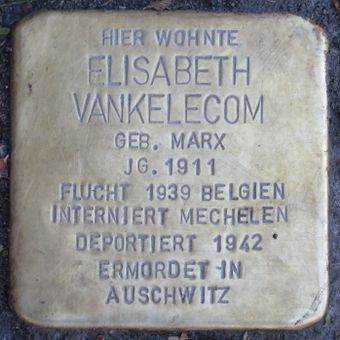 HIER WOHNTE
ELISABETH
VANKELECOM
GEB. MARX
JG. 1911
FLUCHT 1939 BELGIEN
INTERNIERT MECHELEN
DEPORTIERT 1942
ERMORDET IN
AUSCHWITZ